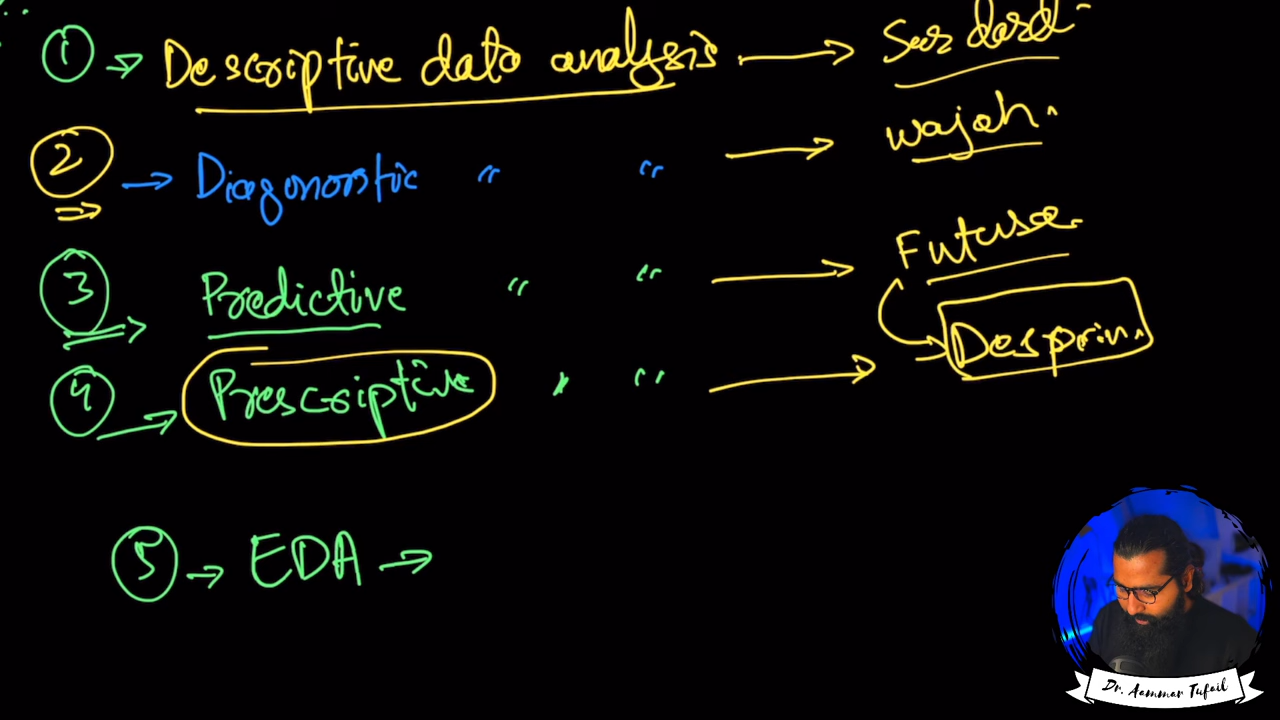 ① → Descriptive data analysis → Sar dard
② → Diagonostic " " → wajah.
③ → Predictive " " → Future
④ → Prescriptive " " → Desprin.
⑤ → EDA →
Dr. Aammar Tufail